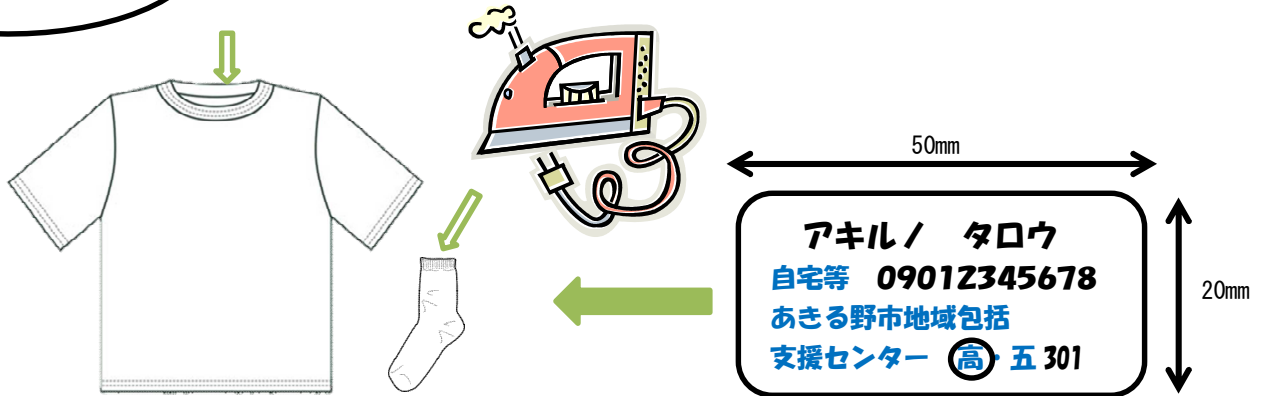 50mm
アキルノ タロウ
自宅等 09012345678
あきる野市地域包括
支援センター 高・五 301
20mm